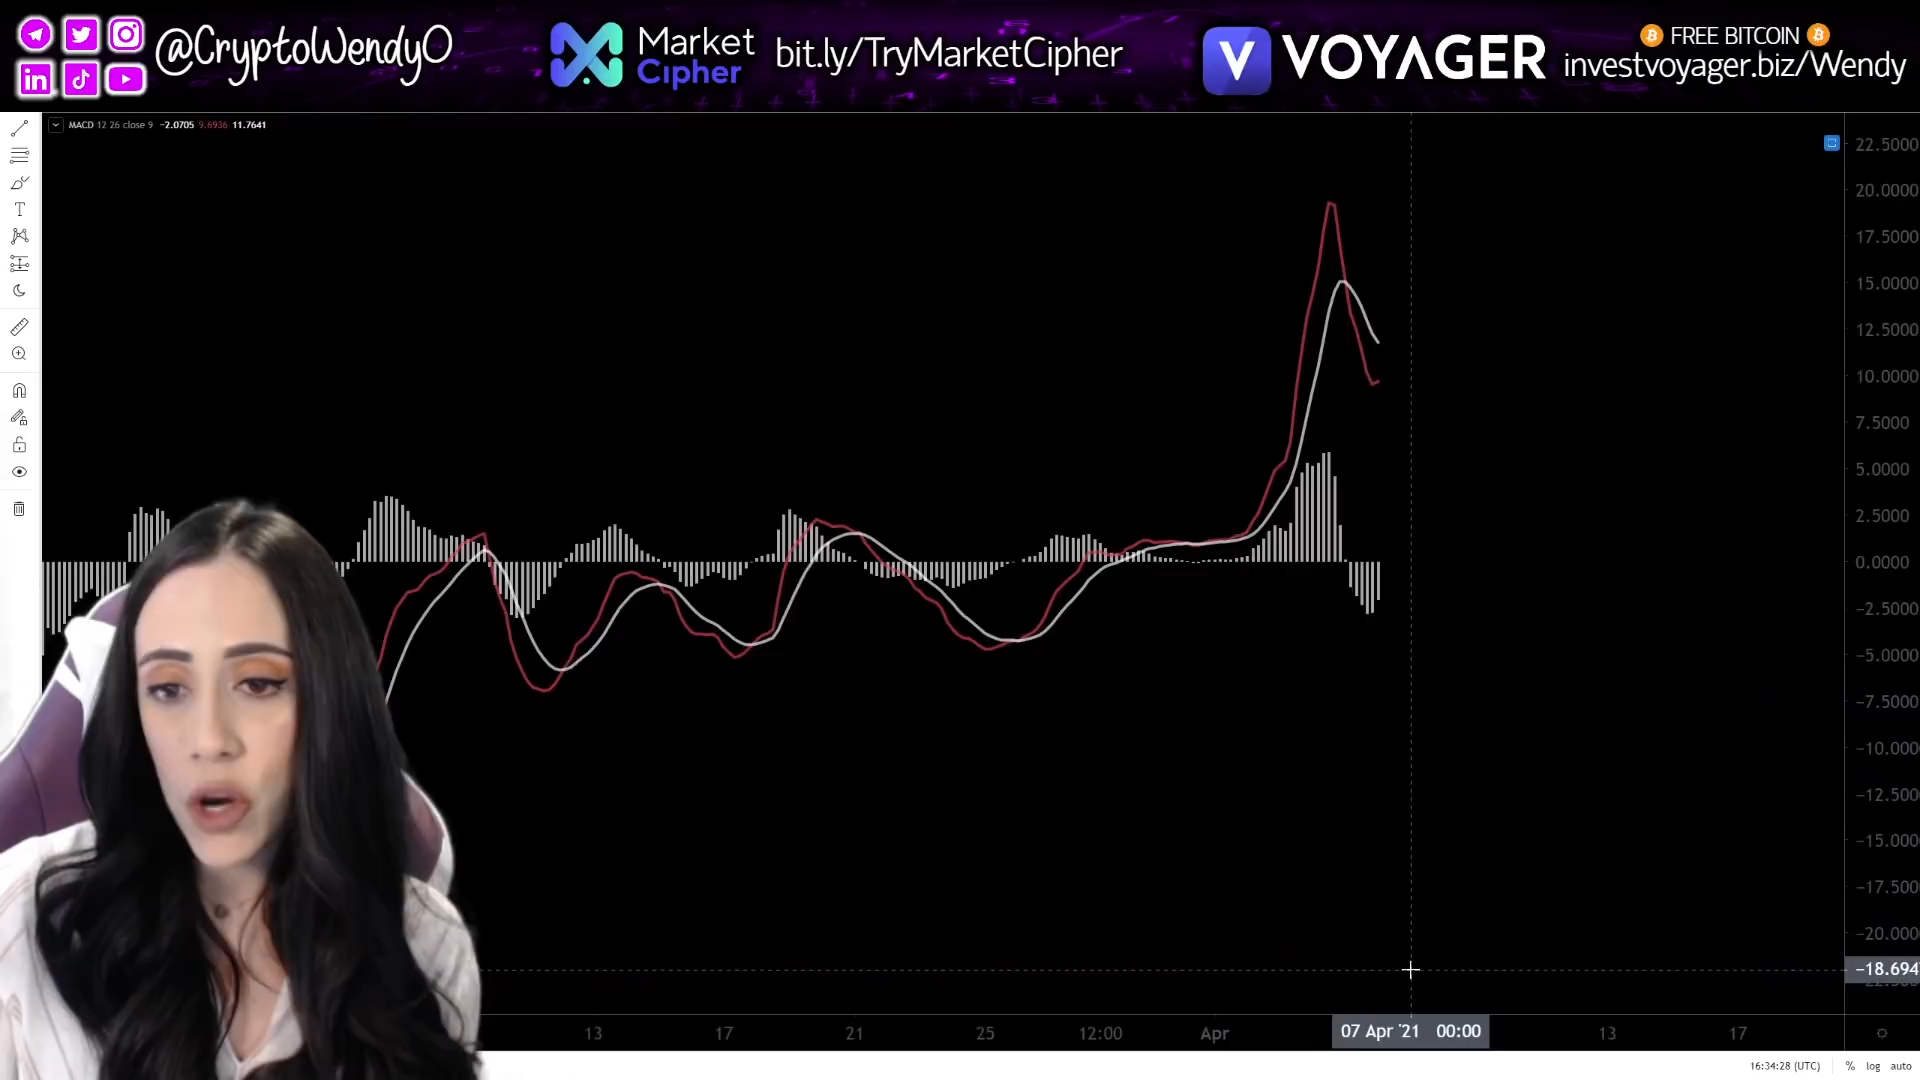 @CryptoWendyO
Market
Cipher
bit.ly/TryMarketCipher
V VOYAGER
FREE BITCOIN
investvoyager.biz/Wendy
MACD 12 26 close 9 −2.0705 9.6936 11.7641
22.5000
20.0000
17.5000
15.0000
12.5000
10.0000
7.5000
5.0000
2.5000
0.0000
−2.5000
−5.0000
−7.5000
−10.0000
−12.5000
−15.0000
−17.5000
−20.0000
−18.694
13 17 21 25 12:00 Apr 07 Apr '21 00:00 13 17
16:34:28 (UTC) % log auto